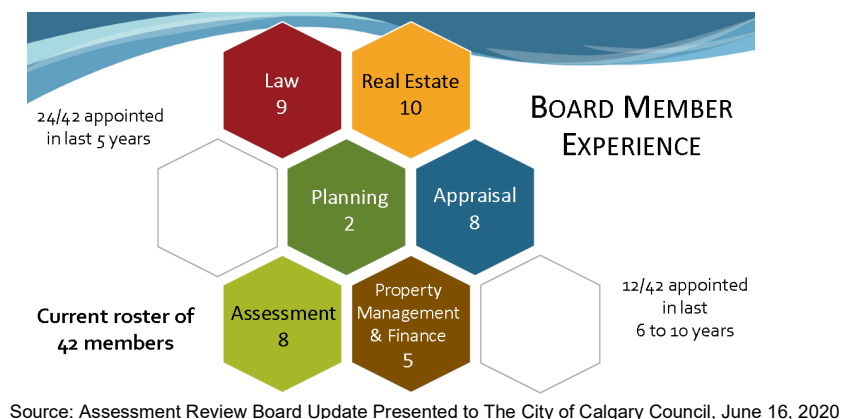 Law
9
Real Estate
10
BOARD MEMBER
EXPERIENCE
24/42 appointed
in last 5 years
Planning
2
Appraisal
8
Current roster of
42 members
Assessment
8
Property
Management
& Finance
5
12/42 appointed
in last
6 to 10 years
Source: Assessment Review Board Update Presented to The City of Calgary Council, June 16, 2020